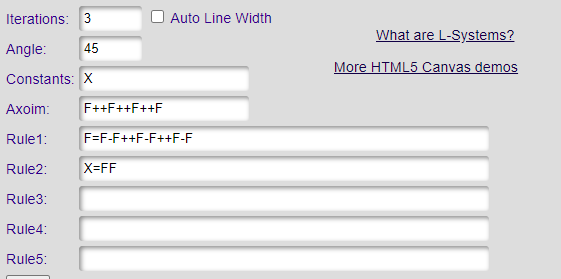 Iterations: 3 Auto Line Width
What are L-Systems?
Angle: 45
More HTML5 Canvas demos
Constants: X
Axoim: F++F++F++F
Rule1: F=F-F++F-F++F-F
Rule2: X=FF
Rule3:
Rule4:
Rule5: